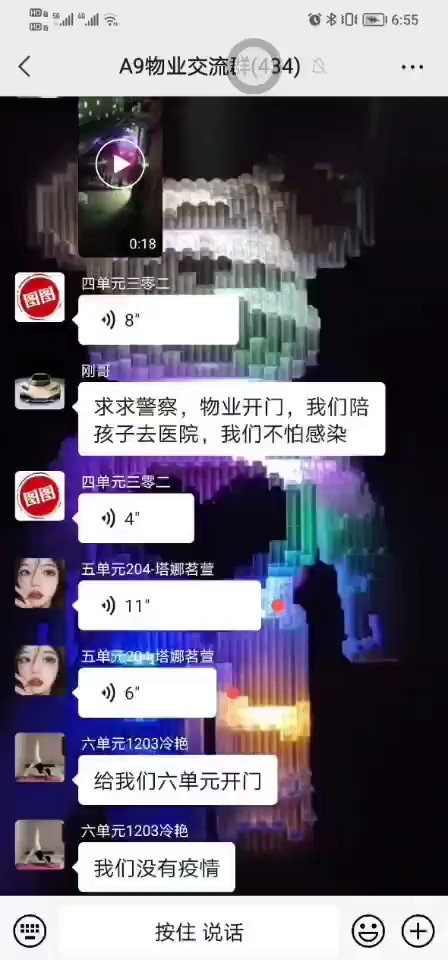 6:55
A9物业交流群(434)
0:18
四单元三零二
图图
8"
刚哥
求求警察，物业开门，我们陪
孩子去医院，我们不怕感染
四单元三零二
图图
4"
五单元204-塔娜茗萱
11"
五单元204-塔娜茗萱
6"
六单元1203冷艳
给我们六单元开门
六单元1203冷艳
我们没有疫情
按住 说话